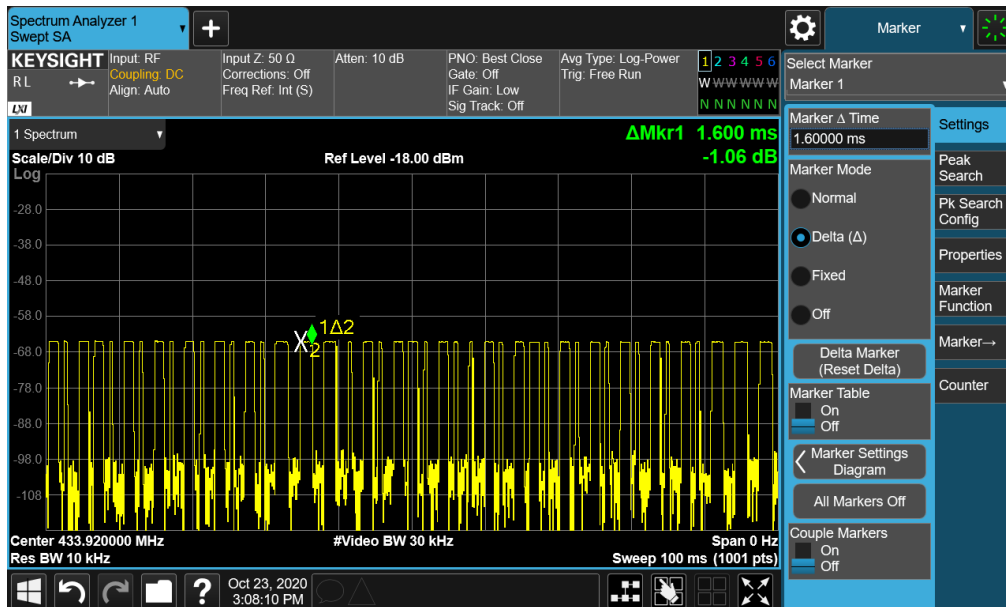 Spectrum Analyzer 1
Swept SA
+
Marker
KEYSIGHT
RL
LXI
Input: RF
Coupling: DC
Align: Auto
Input Z: 50 Ω
Corrections: Off
Freq Ref: Int (S)
Atten: 10 dB
PNO: Best Close
Gate: Off
IF Gain: Low
Sig Track: Off
Avg Type: Log-Power
Trig: Free Run
1 2 3 4 5 6
W W W W W W
N N N N N N
Select Marker
Marker 1
1 Spectrum
ΔMkr1 1.600 ms
-1.06 dB
Scale/Div 10 dB
Ref Level -18.00 dBm
Log
-28.0
-38.0
-48.0
-58.0
-68.0
-78.0
-88.0
-98.0
-108
1Δ2
X2
Center 433.920000 MHz
#Video BW 30 kHz
Span 0 Hz
Res BW 10 kHz
Sweep 100 ms (1001 pts)
Marker Δ Time
1.60000 ms
Marker Mode
Normal
Delta (Δ)
Fixed
Off
Delta Marker
(Reset Delta)
Marker Table
On
Off
Marker Settings
Diagram
All Markers Off
Couple Markers
On
Off
Settings
Peak
Search
Pk Search
Config
Properties
Marker
Function
Marker→
Counter
?
Oct 23, 2020
3:08:10 PM